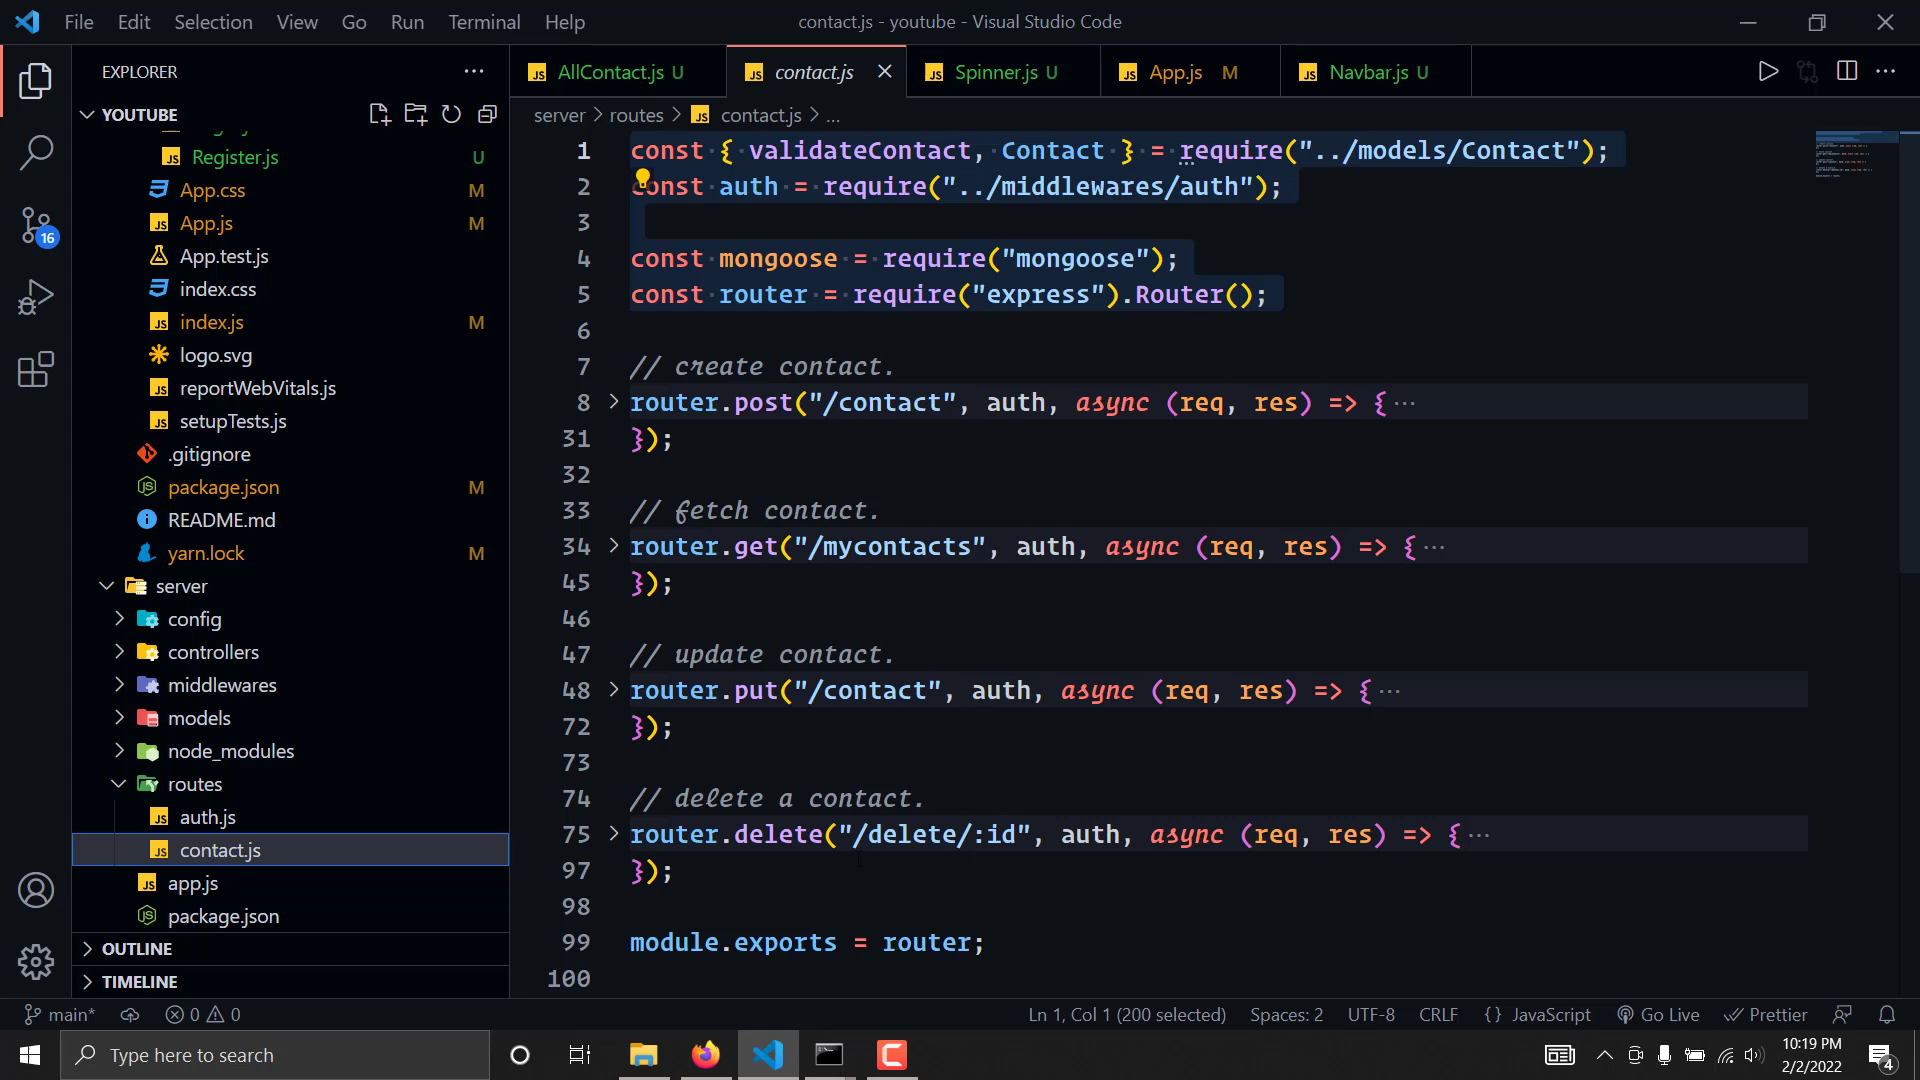 File Edit Selection View Go Run Terminal Help
contact.js - youtube - Visual Studio Code
EXPLORER
YOUTUBE
Register.js U
App.css M
App.js M
App.test.js
index.css
index.js M
logo.svg
reportWebVitals.js
setupTests.js
.gitignore
package.json M
README.md
yarn.lock M
server
config
controllers
middlewares
models
node_modules
routes
auth.js
contact.js
app.js
package.json
OUTLINE
TIMELINE
16
JS AllContact.js U
JS contact.js
JS Spinner.js U
JS App.js M
JS Navbar.js U
server > routes > JS contact.js > ...
1 const { validateContact, Contact } = require("../models/Contact");
2 const auth = require("../middlewares/auth");
3
4 const mongoose = require("mongoose");
5 const router = require("express").Router();
6
7 // create contact.
8 router.post("/contact", auth, async (req, res) => {...
31 });
32
33 // fetch contact.
34 router.get("/mycontacts", auth, async (req, res) => {...
45 });
46
47 // update contact.
48 router.put("/contact", auth, async (req, res) => {...
72 });
73
74 // delete a contact.
75 router.delete("/delete/:id", auth, async (req, res) => {...
97 });
98
99 module.exports = router;
100
main* 0 0
Ln 1, Col 1 (200 selected) Spaces: 2 UTF-8 CRLF {} JavaScript Go Live Prettier
Type here to search
10:19 PM
2/2/2022
4